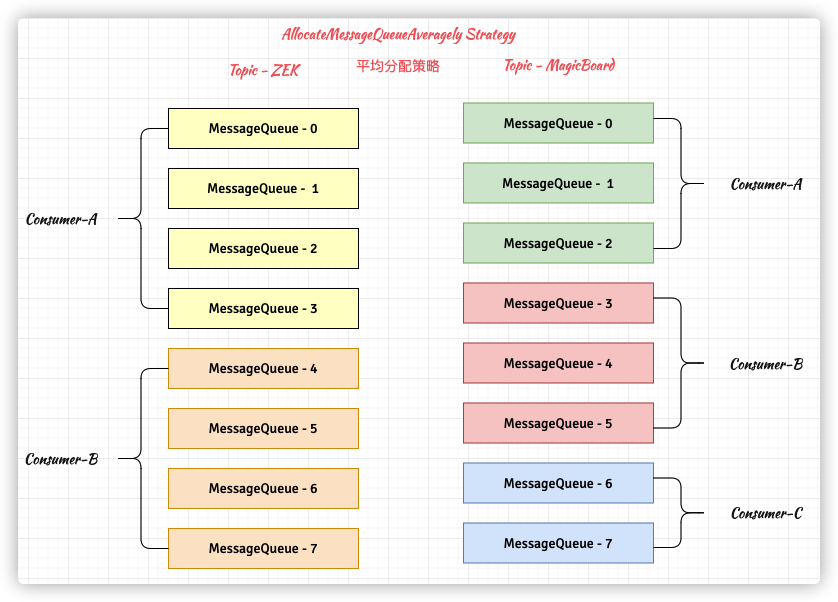 AllocateMessageQueueAveragely Strategy
平均分配策略
Topic - ZEK
Topic - MagicBoard
Consumer-A
MessageQueue - 0
MessageQueue - 1
MessageQueue - 2
MessageQueue - 3
Consumer-B
MessageQueue - 4
MessageQueue - 5
MessageQueue - 6
MessageQueue - 7
MessageQueue - 0
MessageQueue - 1
MessageQueue - 2
Consumer-A
MessageQueue - 3
MessageQueue - 4
MessageQueue - 5
Consumer-B
MessageQueue - 6
MessageQueue - 7
Consumer-C